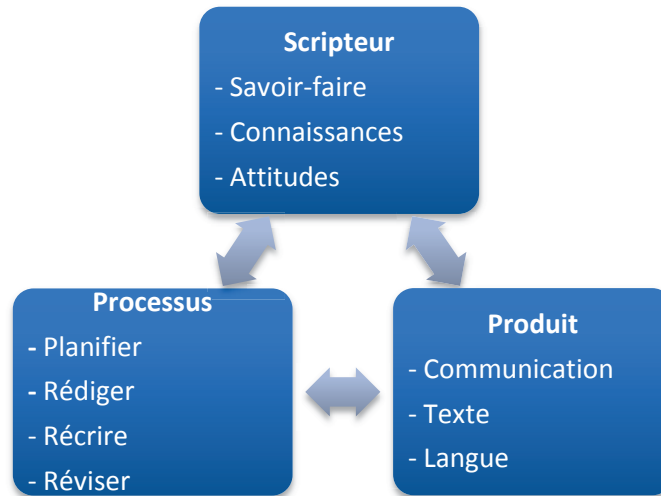 Scripteur
- Savoir-faire
- Connaissances
- Attitudes
Processus
- Planifier
- Rédiger
- Récrire
- Réviser
Produit
- Communication
- Texte
- Langue